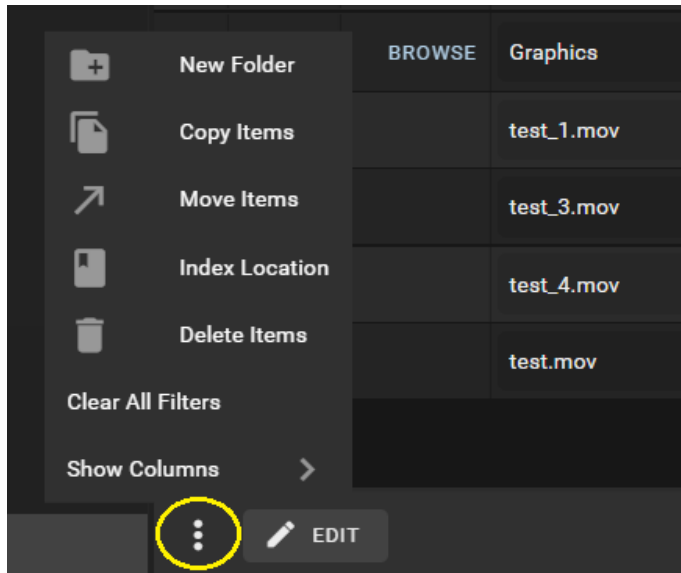 New Folder
Copy Items
Move Items
Index Location
Delete Items
Clear All Filters
Show Columns
BROWSE Graphics
test_1.mov
test_3.mov
test_4.mov
test.mov
EDIT